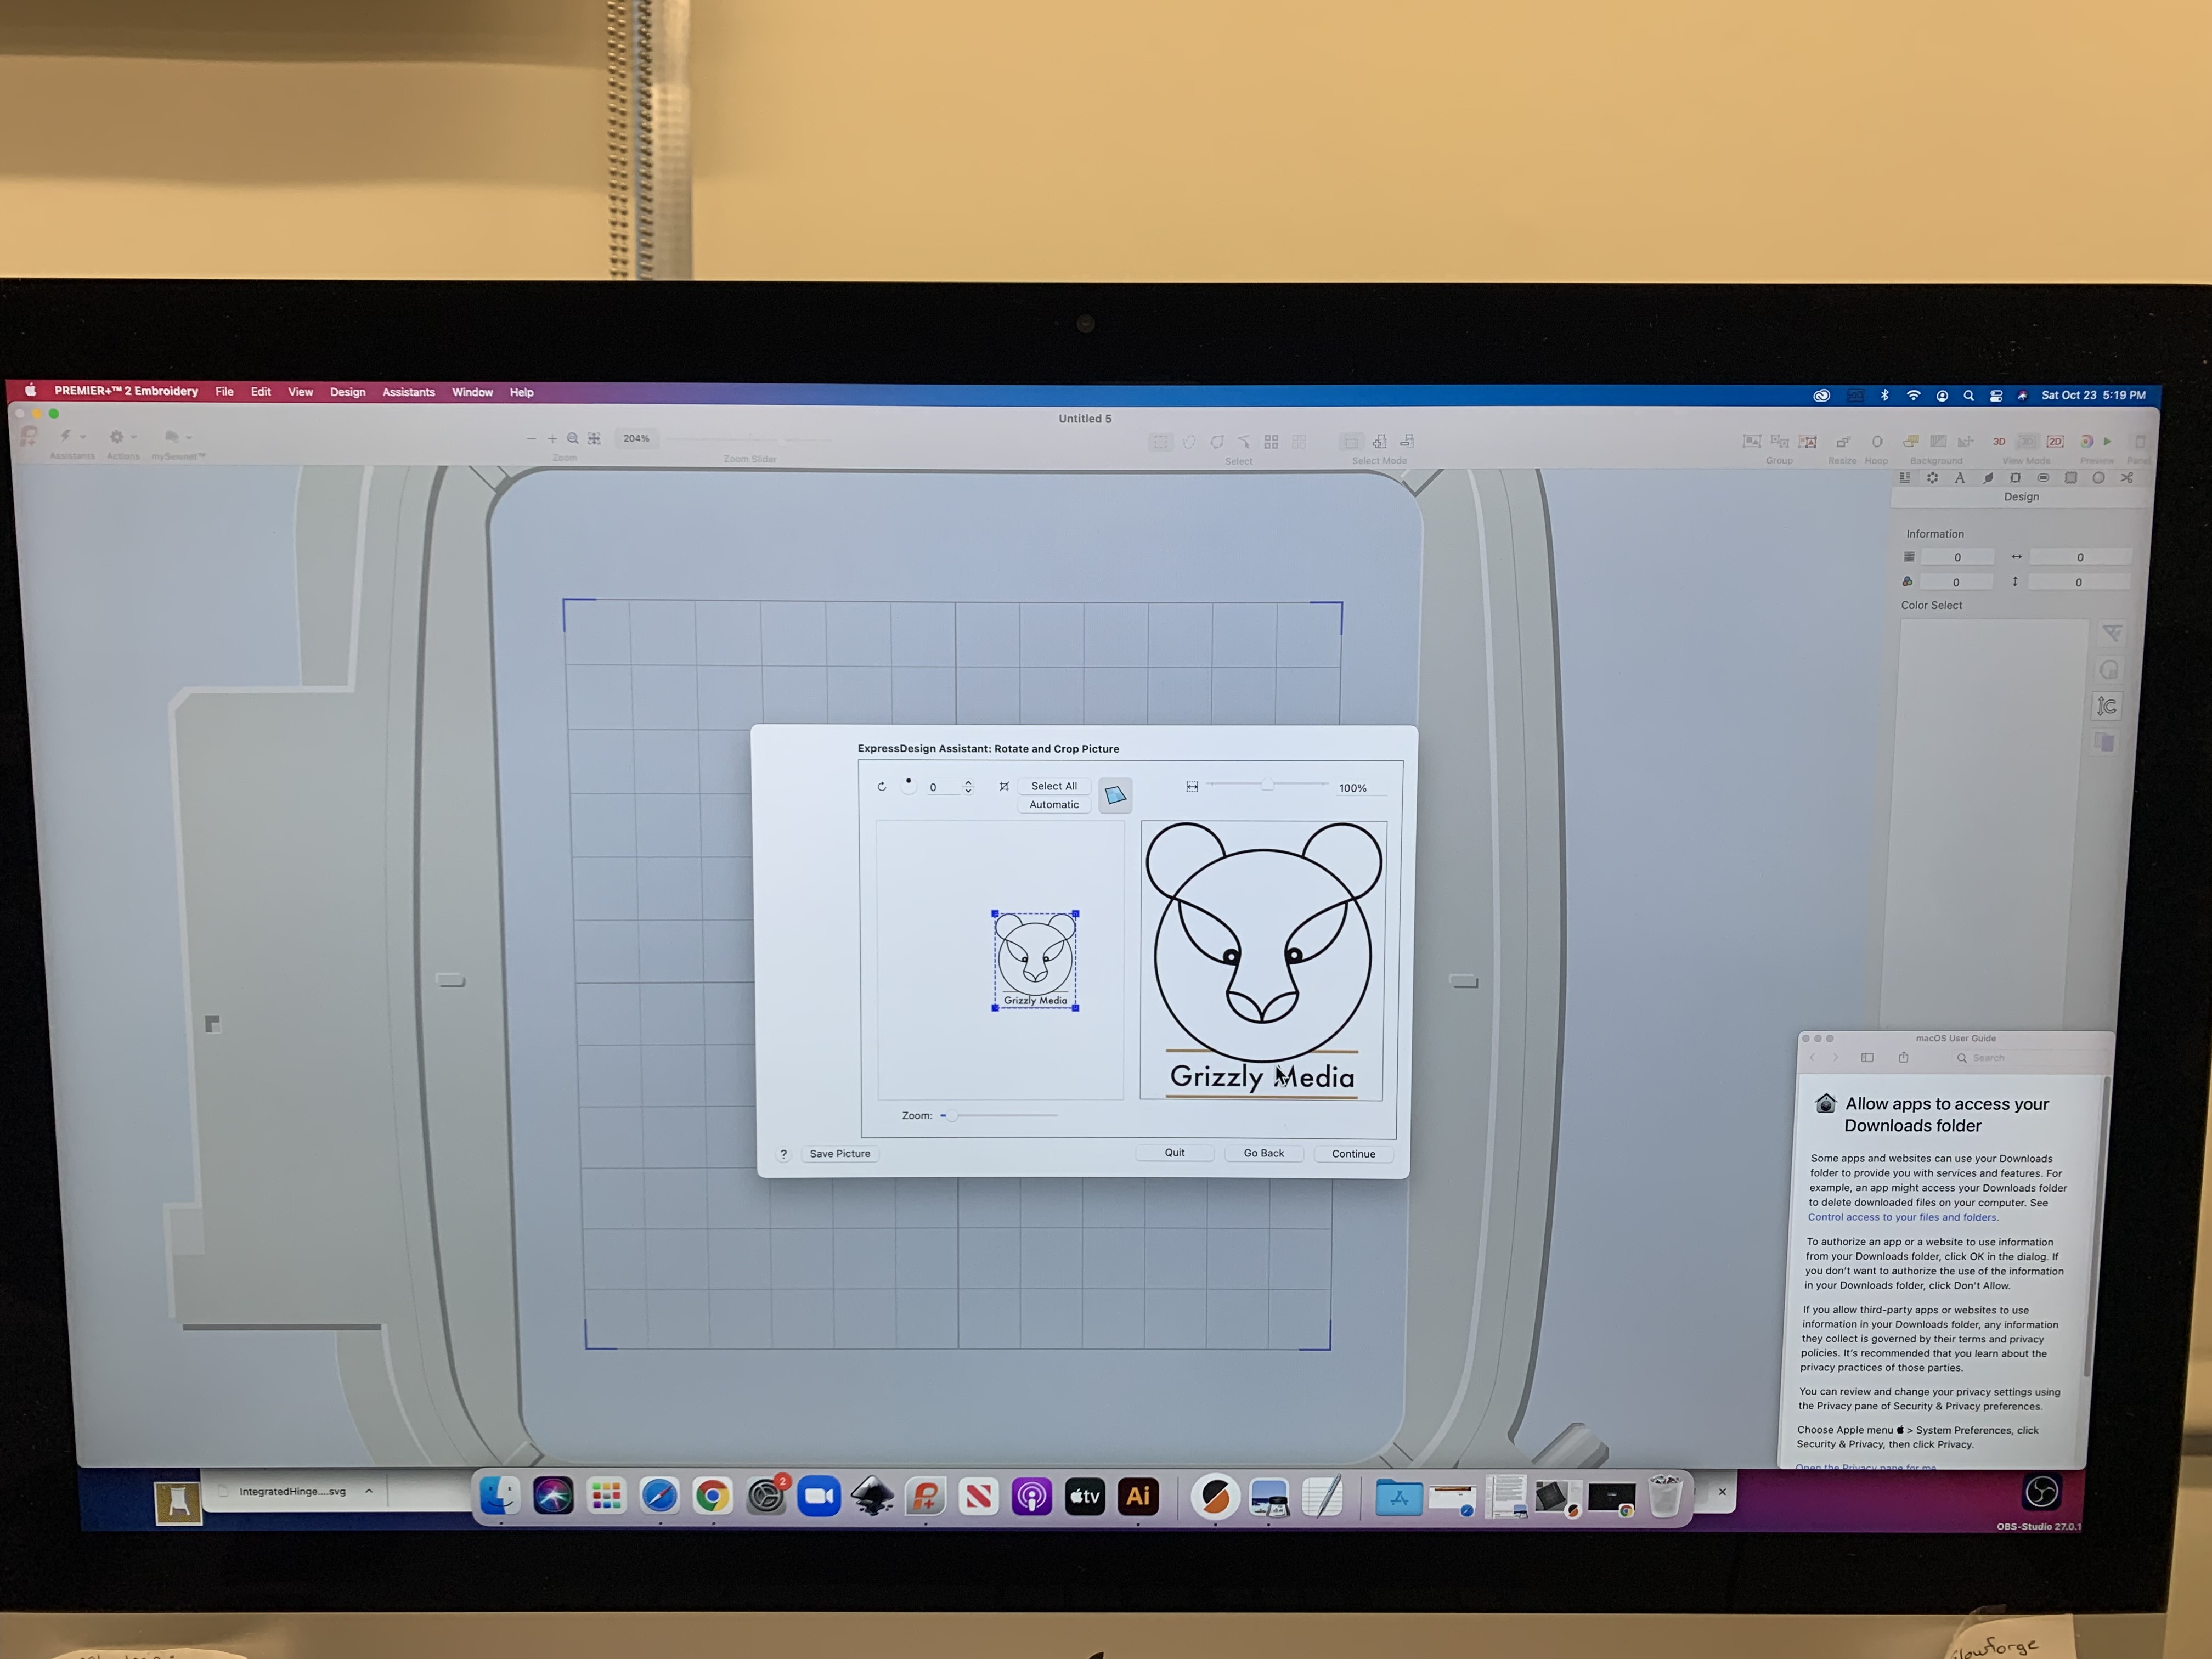 PREMIER+™ 2 Embroidery File Edit View Design Assistants Window Help
Sat Oct 23 5:19 PM
Untitled 5
204%
Assistants Actions mySewnet™ Zoom Zoom Slider Select Select Mode Group Resize Hoop Background View Mode Preview Panel
3D 3D 2D
Design
Information
0 0
0 0
Color Select
ExpressDesign Assistant: Rotate and Crop Picture
0
Select All
Automatic
100%
Grizzly Media
Grizzly Media
Zoom:
? Save Picture Quit Go Back Continue
macOS User Guide
Search
Allow apps to access your
Downloads folder
Some apps and websites can use your Downloads
folder to provide you with services and features. For
example, an app might access your Downloads folder
to delete downloaded files on your computer. See
Control access to your files and folders.
To authorize an app or a website to use information
from your Downloads folder, click OK in the dialog. If
you don't want to authorize the use of the information
in your Downloads folder, click Don't Allow.
If you allow third-party apps or websites to use
information in your Downloads folder, any information
they collect is governed by their terms and privacy
policies. It's recommended that you learn about the
privacy practices of those parties.
You can review and change your privacy settings using
the Privacy pane of Security & Privacy preferences.
Choose Apple menu > System Preferences, click
Security & Privacy, then click Privacy.
Open the Privacy pane for me
IntegratedHinge....svg
2
tv
Ai
OBS-Studio 27.0.1
lowforge